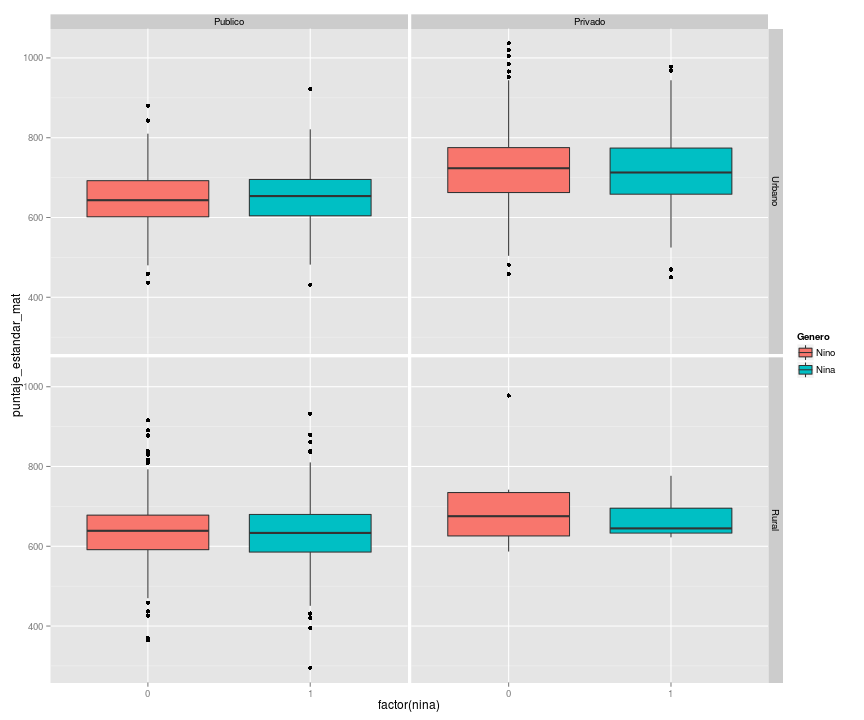 Publico
Privado
1000
800
600
400
Urbano
puntaje_estandar_mat
1000
800
600
400
Rural
Genero
Nino
Nina
0
1
0
1
factor(nina)